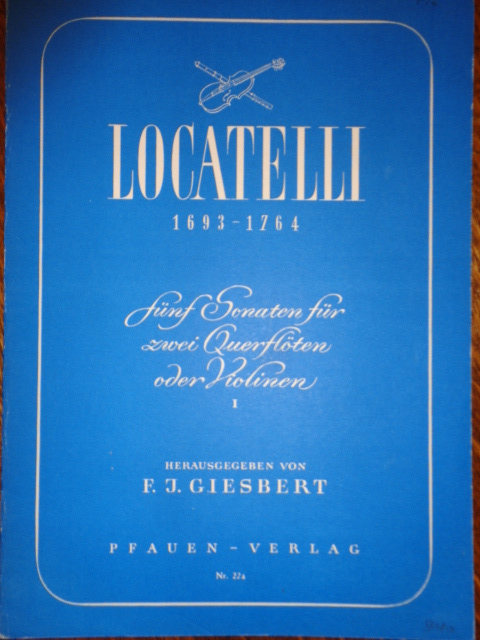 LOCATELLI
1693-1764
fünf Sonaten für
zwei Querflöten
oder Violinen
I
HERAUSGEGEBEN VON
F. J. GIESBERT
PFAUEN-VERLAG
Nr. 22a